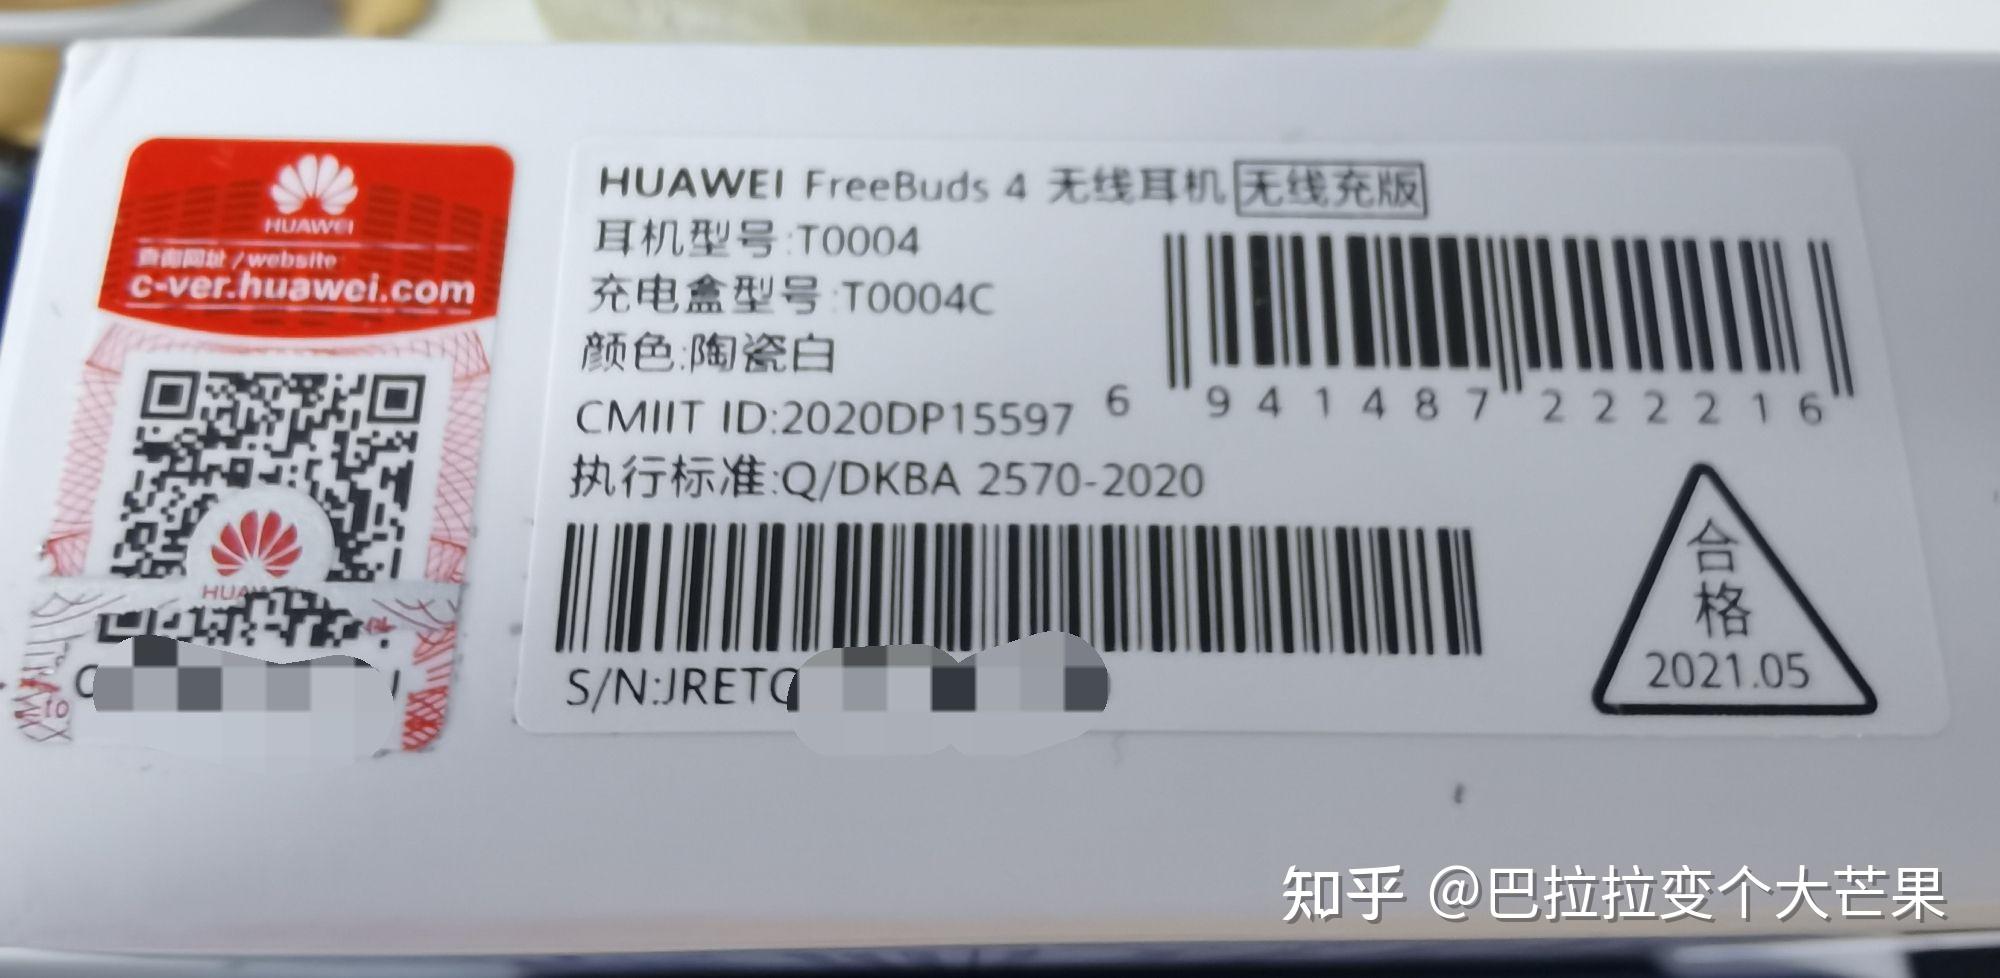 HUAWEI
查询网址 / website
c-ver.huawei.com
HUAWEI FreeBuds 4 无线耳机 无线充版
耳机型号:T0004
充电盒型号:T0004C
颜色:陶瓷白
CMIIT ID:2020DP15597
6 941487 222216
执行标准:Q/DKBA 2570-2020
S/N:JRETC
合格
2021.05
知乎 @巴拉拉变个大芒果